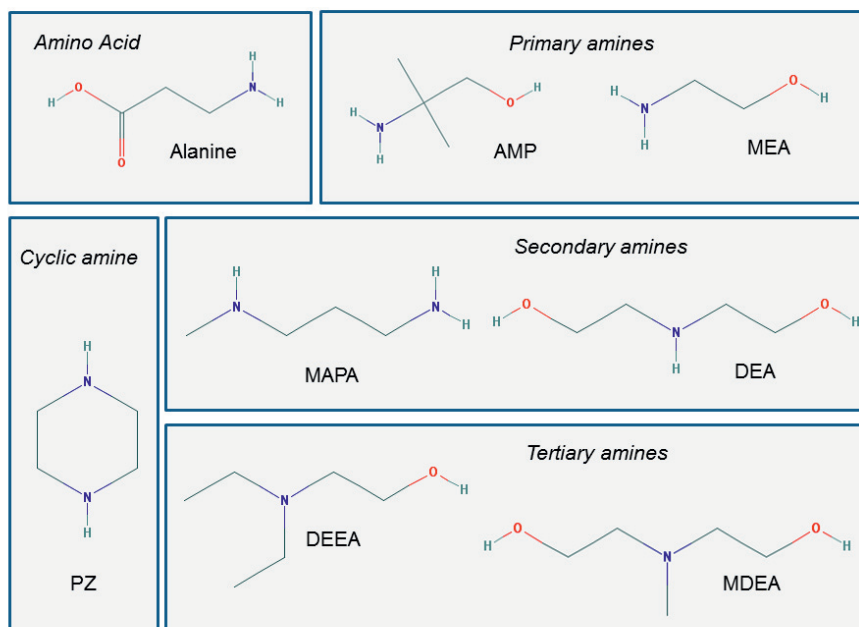 Amino Acid
H
H O N H
O
Alanine
Primary amines
H
O
H N
H
AMP
O
H N H
H
MEA
Cyclic amine
H
N
N
H
PZ
Secondary amines
H H
N N H
MAPA
H O O H
N
H
DEA
Tertiary amines
O
H
N
DEEA
H O O H
N
MDEA